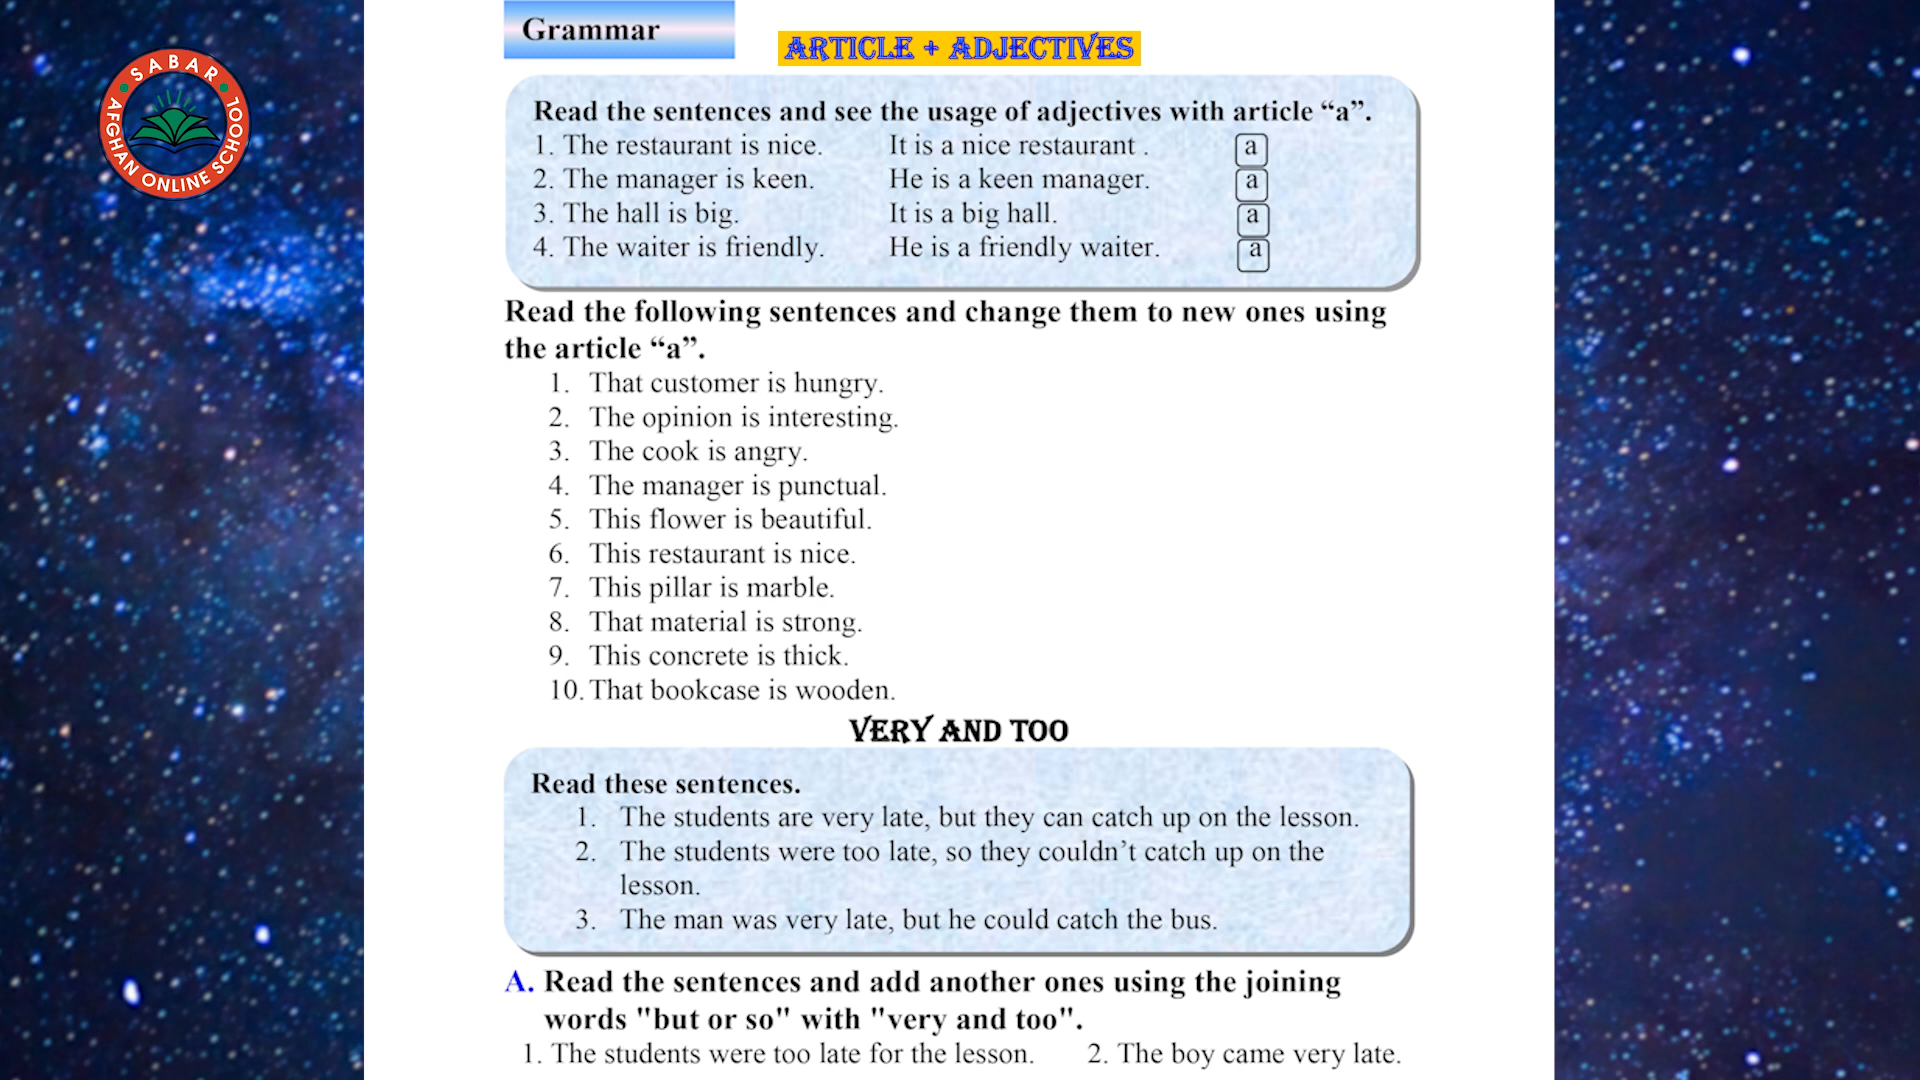 SABAR
AFGHAN ONLINE SCHOOL
Grammar
ARTICLE + ADJECTIVES
Read the sentences and see the usage of adjectives with article “a”.
1. The restaurant is nice. It is a nice restaurant . a
2. The manager is keen. He is a keen manager. a
3. The hall is big. It is a big hall. a
4. The waiter is friendly. He is a friendly waiter. a
Read the following sentences and change them to new ones using
the article “a”.
1. That customer is hungry.
2. The opinion is interesting.
3. The cook is angry.
4. The manager is punctual.
5. This flower is beautiful.
6. This restaurant is nice.
7. This pillar is marble.
8. That material is strong.
9. This concrete is thick.
10. That bookcase is wooden.
VERY AND TOO
Read these sentences.
1. The students are very late, but they can catch up on the lesson.
2. The students were too late, so they couldn’t catch up on the
lesson.
3. The man was very late, but he could catch the bus.
A. Read the sentences and add another ones using the joining
words "but or so" with "very and too".
1. The students were too late for the lesson. 2. The boy came very late.